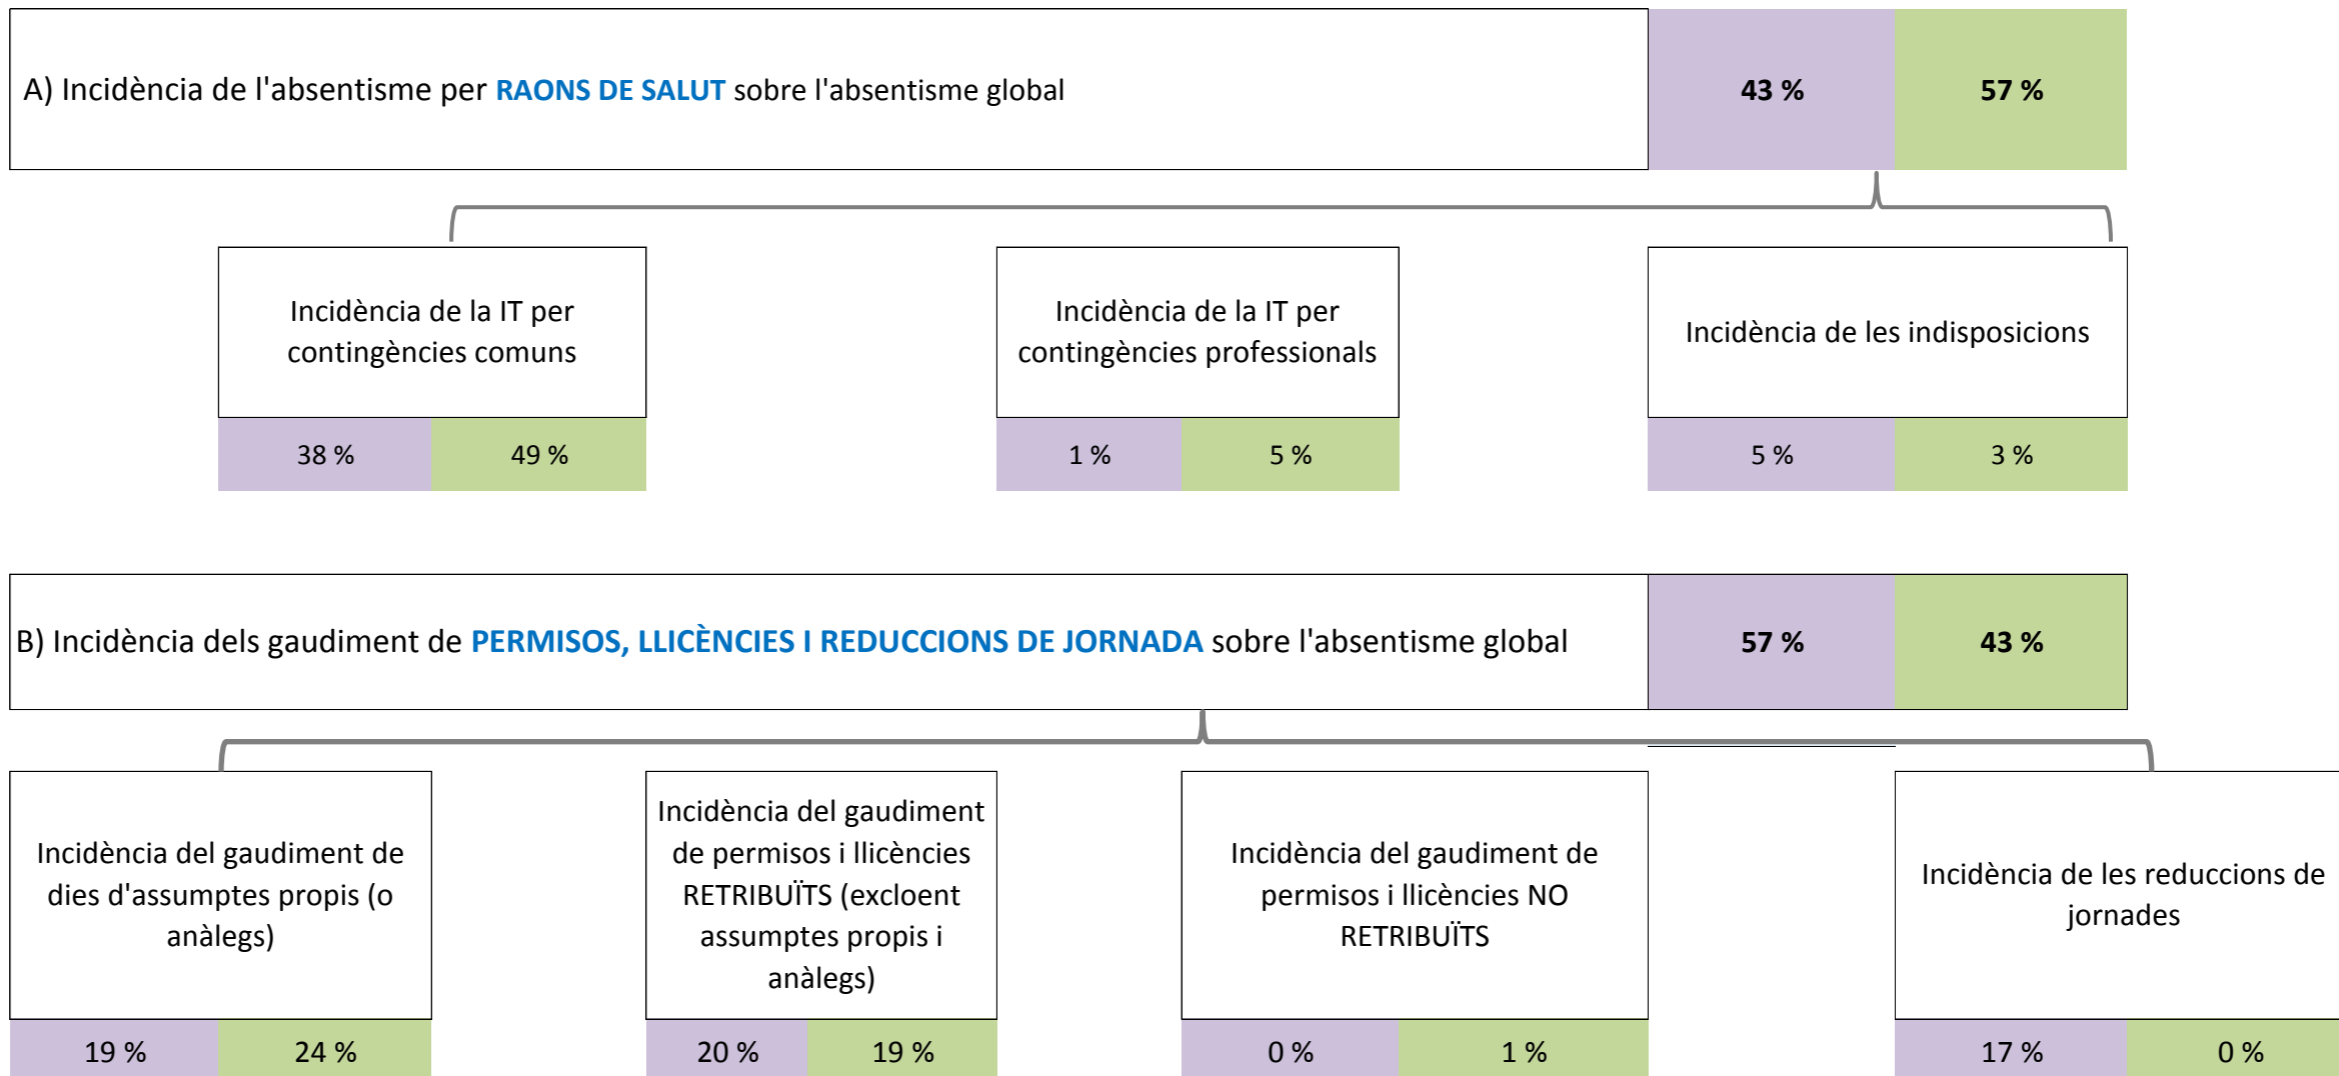 A) Incidència de l'absentisme per RAONS DE SALUT sobre l'absentisme global
43 %
57 %
Incidència de la IT per
contingències comuns
38 %
49 %
Incidència de la IT per
contingències professionals
1 %
5 %
Incidència de les indisposicions
5 %
3 %
B) Incidència dels gaudiment de PERMISOS, LLICÈNCIES I REDUCCIONS DE JORNADA sobre l'absentisme global
57 %
43 %
Incidència del gaudiment de
dies d'assumptes propis (o
anàlegs)
19 %
24 %
Incidència del gaudiment
de permisos i llicències
RETRIBUÏTS (excloent
assumptes propis i
anàlegs)
20 %
19 %
Incidència del gaudiment de
permisos i llicències NO
RETRIBUÏTS
0 %
1 %
Incidència de les reduccions de
jornades
17 %
0 %